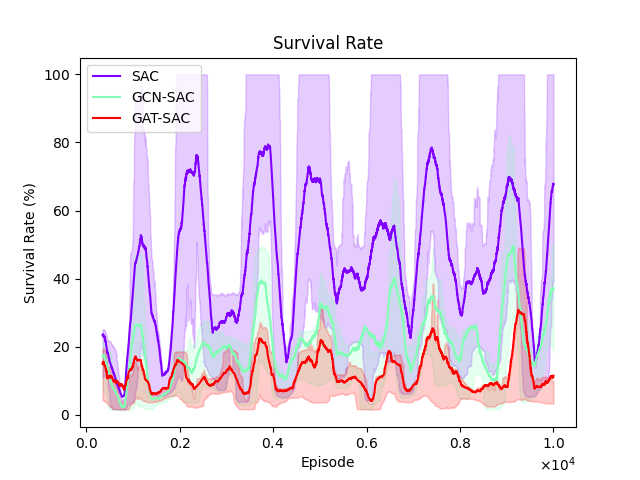 Survival Rate
SAC
GCN-SAC
GAT-SAC
Survival Rate (%)
100
80
60
40
20
0
0.0 0.2 0.4 0.6 0.8 1.0
Episode
×10⁴